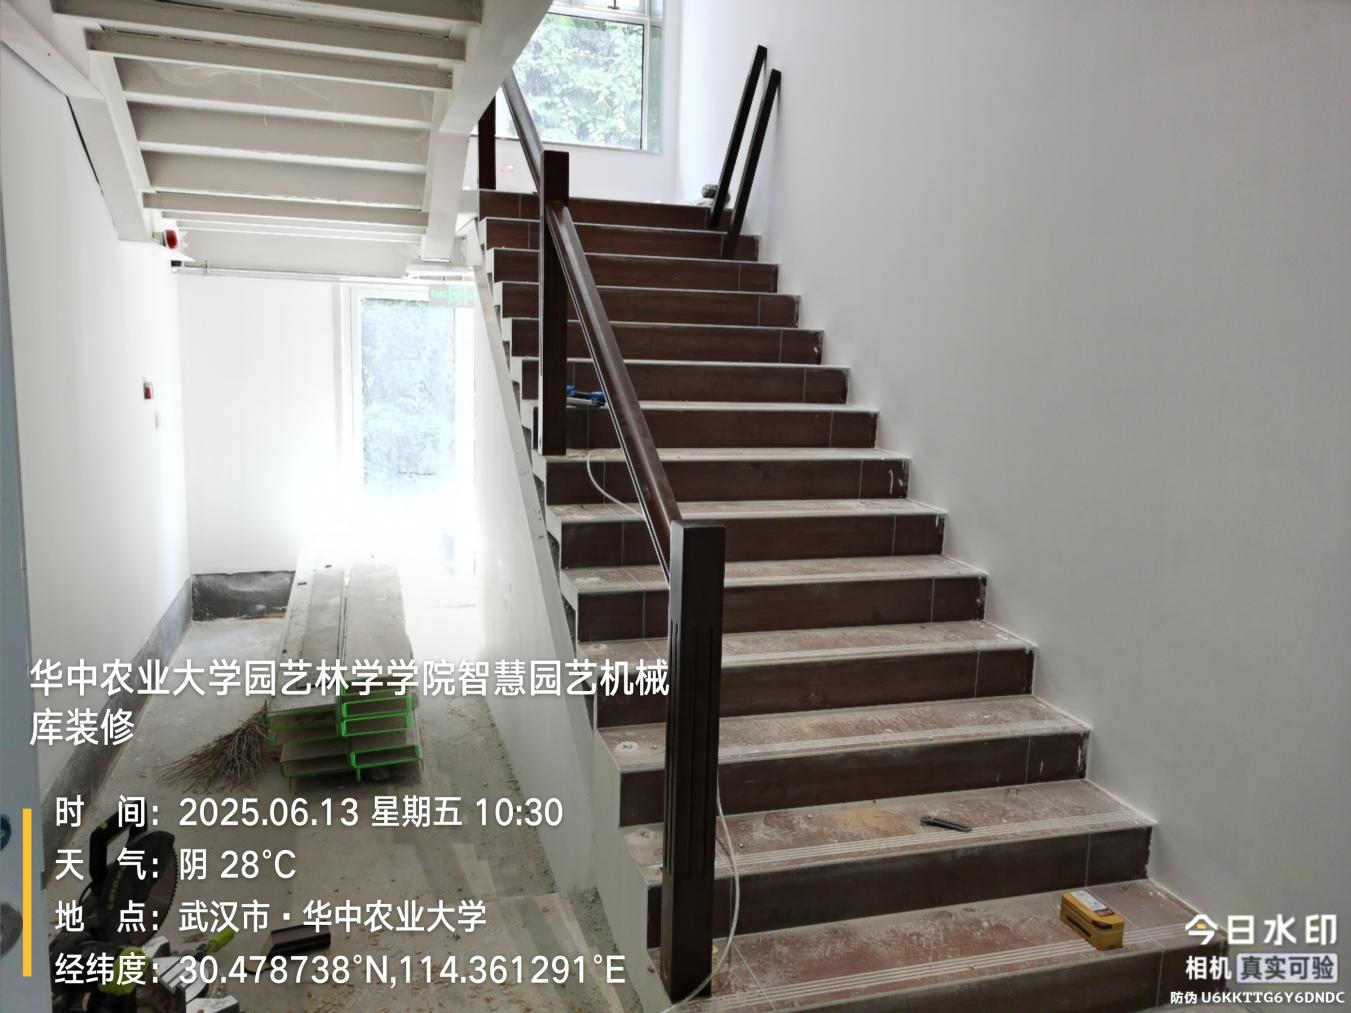 华中农业大学园艺林学学院智慧园艺机械
库装修
时 间：2025.06.13 星期五 10:30
天 气：阴 28°C
地 点：武汉市·华中农业大学
经纬度：30.478738°N,114.361291°E
今日水印
相机 真实可验
防伪 U6KKTTG6Y6DNDC